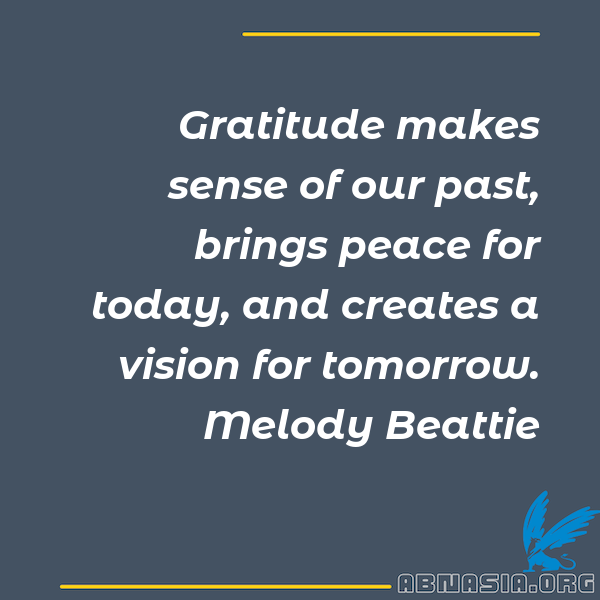 Gratitude makes
sense of our past,
brings peace for
today, and creates a
vision for tomorrow.
Melody Beattie
ABNASIA.ORG